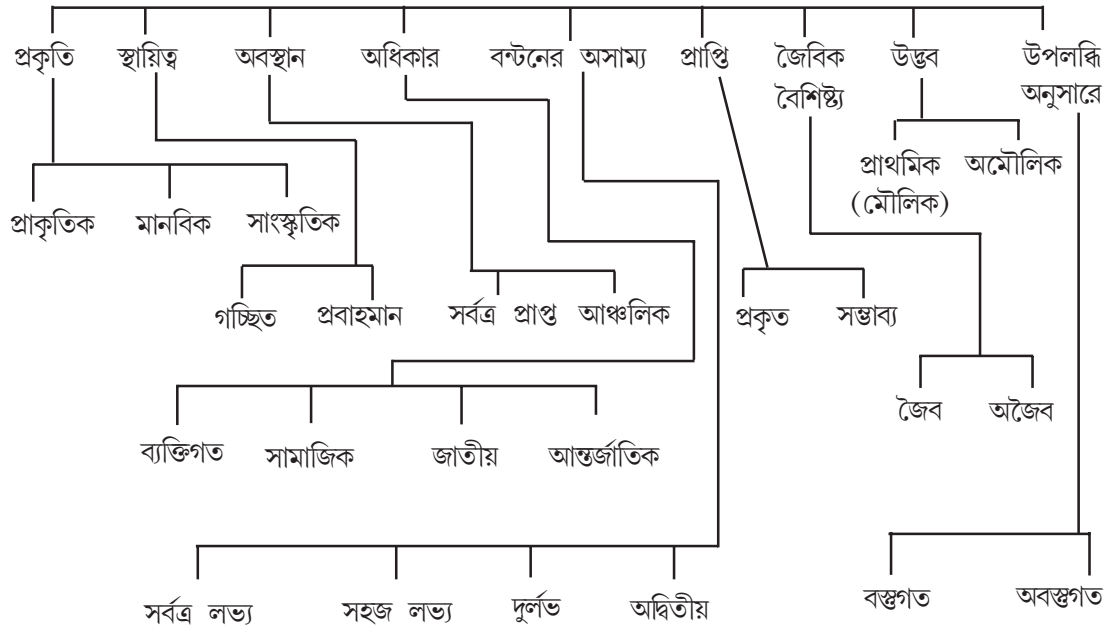 প্রকৃতি স্থায়িত্ব অবস্থান অধিকার বন্টনের অসাম্য প্রাপ্তি জৈবিক বৈশিষ্ট্য উদ্ভব উপলব্ধি অনুসারে
প্রাথমিক (মৌলিক) অমৌলিক
প্রাকৃতিক মানবিক সাংস্কৃতিক
গচ্ছিত প্রবাহমান সর্বত্র প্রাপ্ত আঞ্চলিক প্রকৃত সম্ভাব্য
জৈব অজৈব
ব্যক্তিগত সামাজিক জাতীয় আন্তর্জাতিক
সর্বত্র লভ্য সহজ লভ্য দুর্লভ অদ্বিতীয় বস্তুগত অবস্তুগত